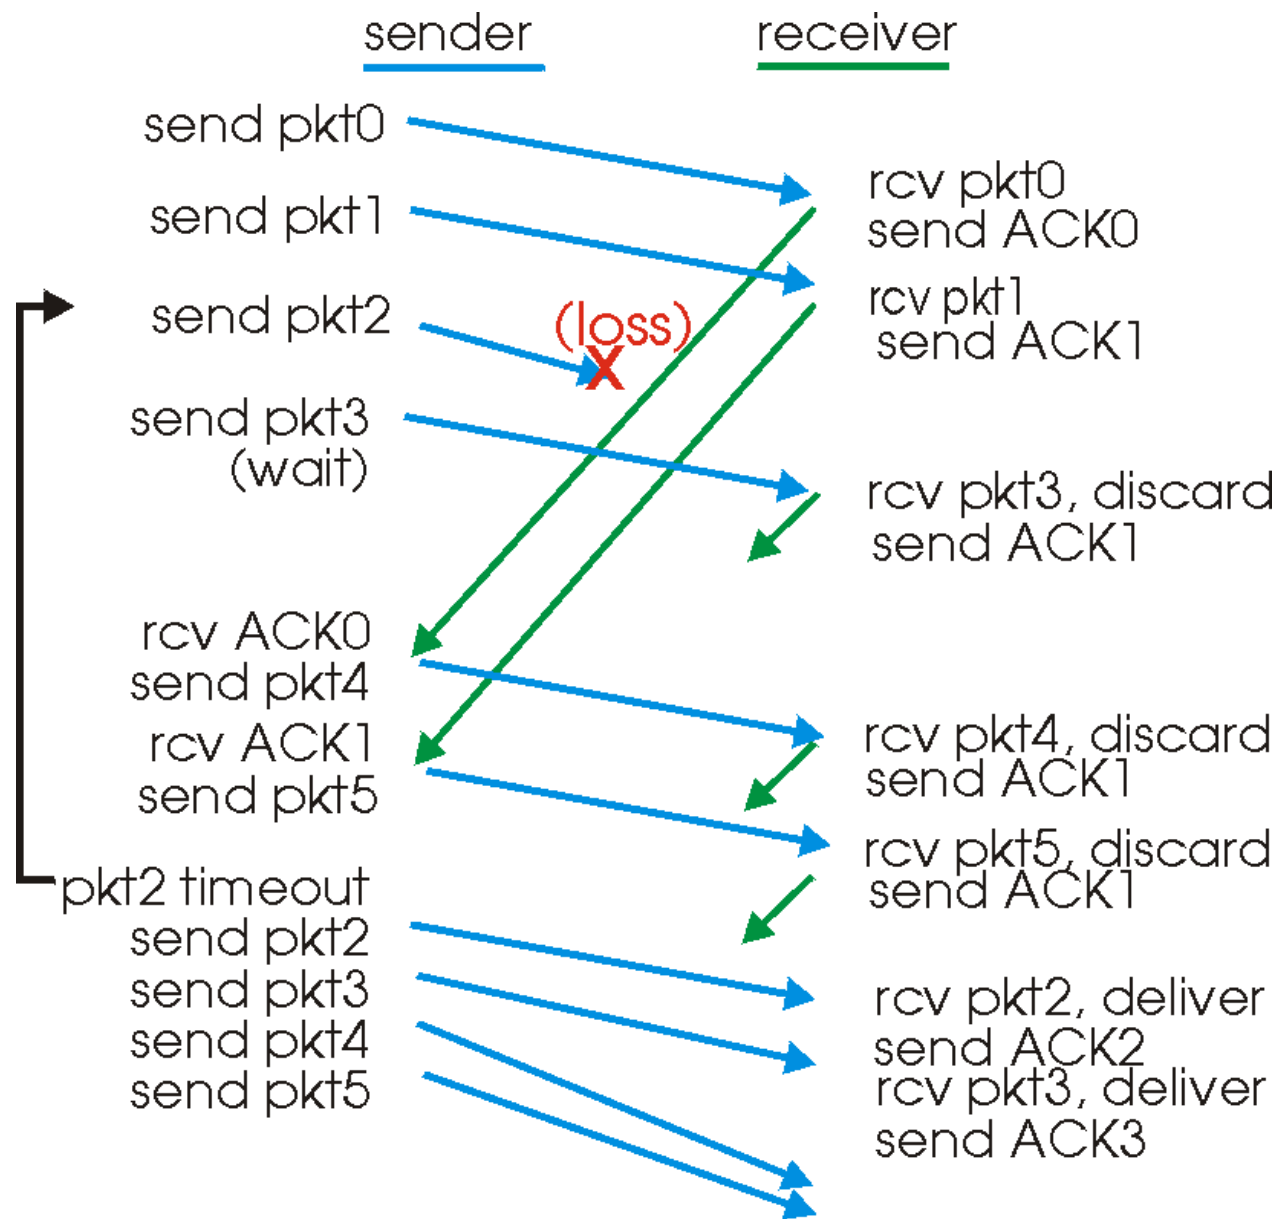 sender
receiver
send pkt0
rcv pkt0
send ACK0
send pkt1
rcv pkt1
send ACK1
send pkt2
(loss)
X
send pkt3
(wait)
rcv pkt3, discard
send ACK1
rcv ACK0
send pkt4
rcv ACK1
send pkt5
rcv pkt4, discard
send ACK1
rcv pkt5, discard
send ACK1
pkt2 timeout
send pkt2
send pkt3
send pkt4
send pkt5
rcv pkt2, deliver
send ACK2
rcv pkt3, deliver
send ACK3